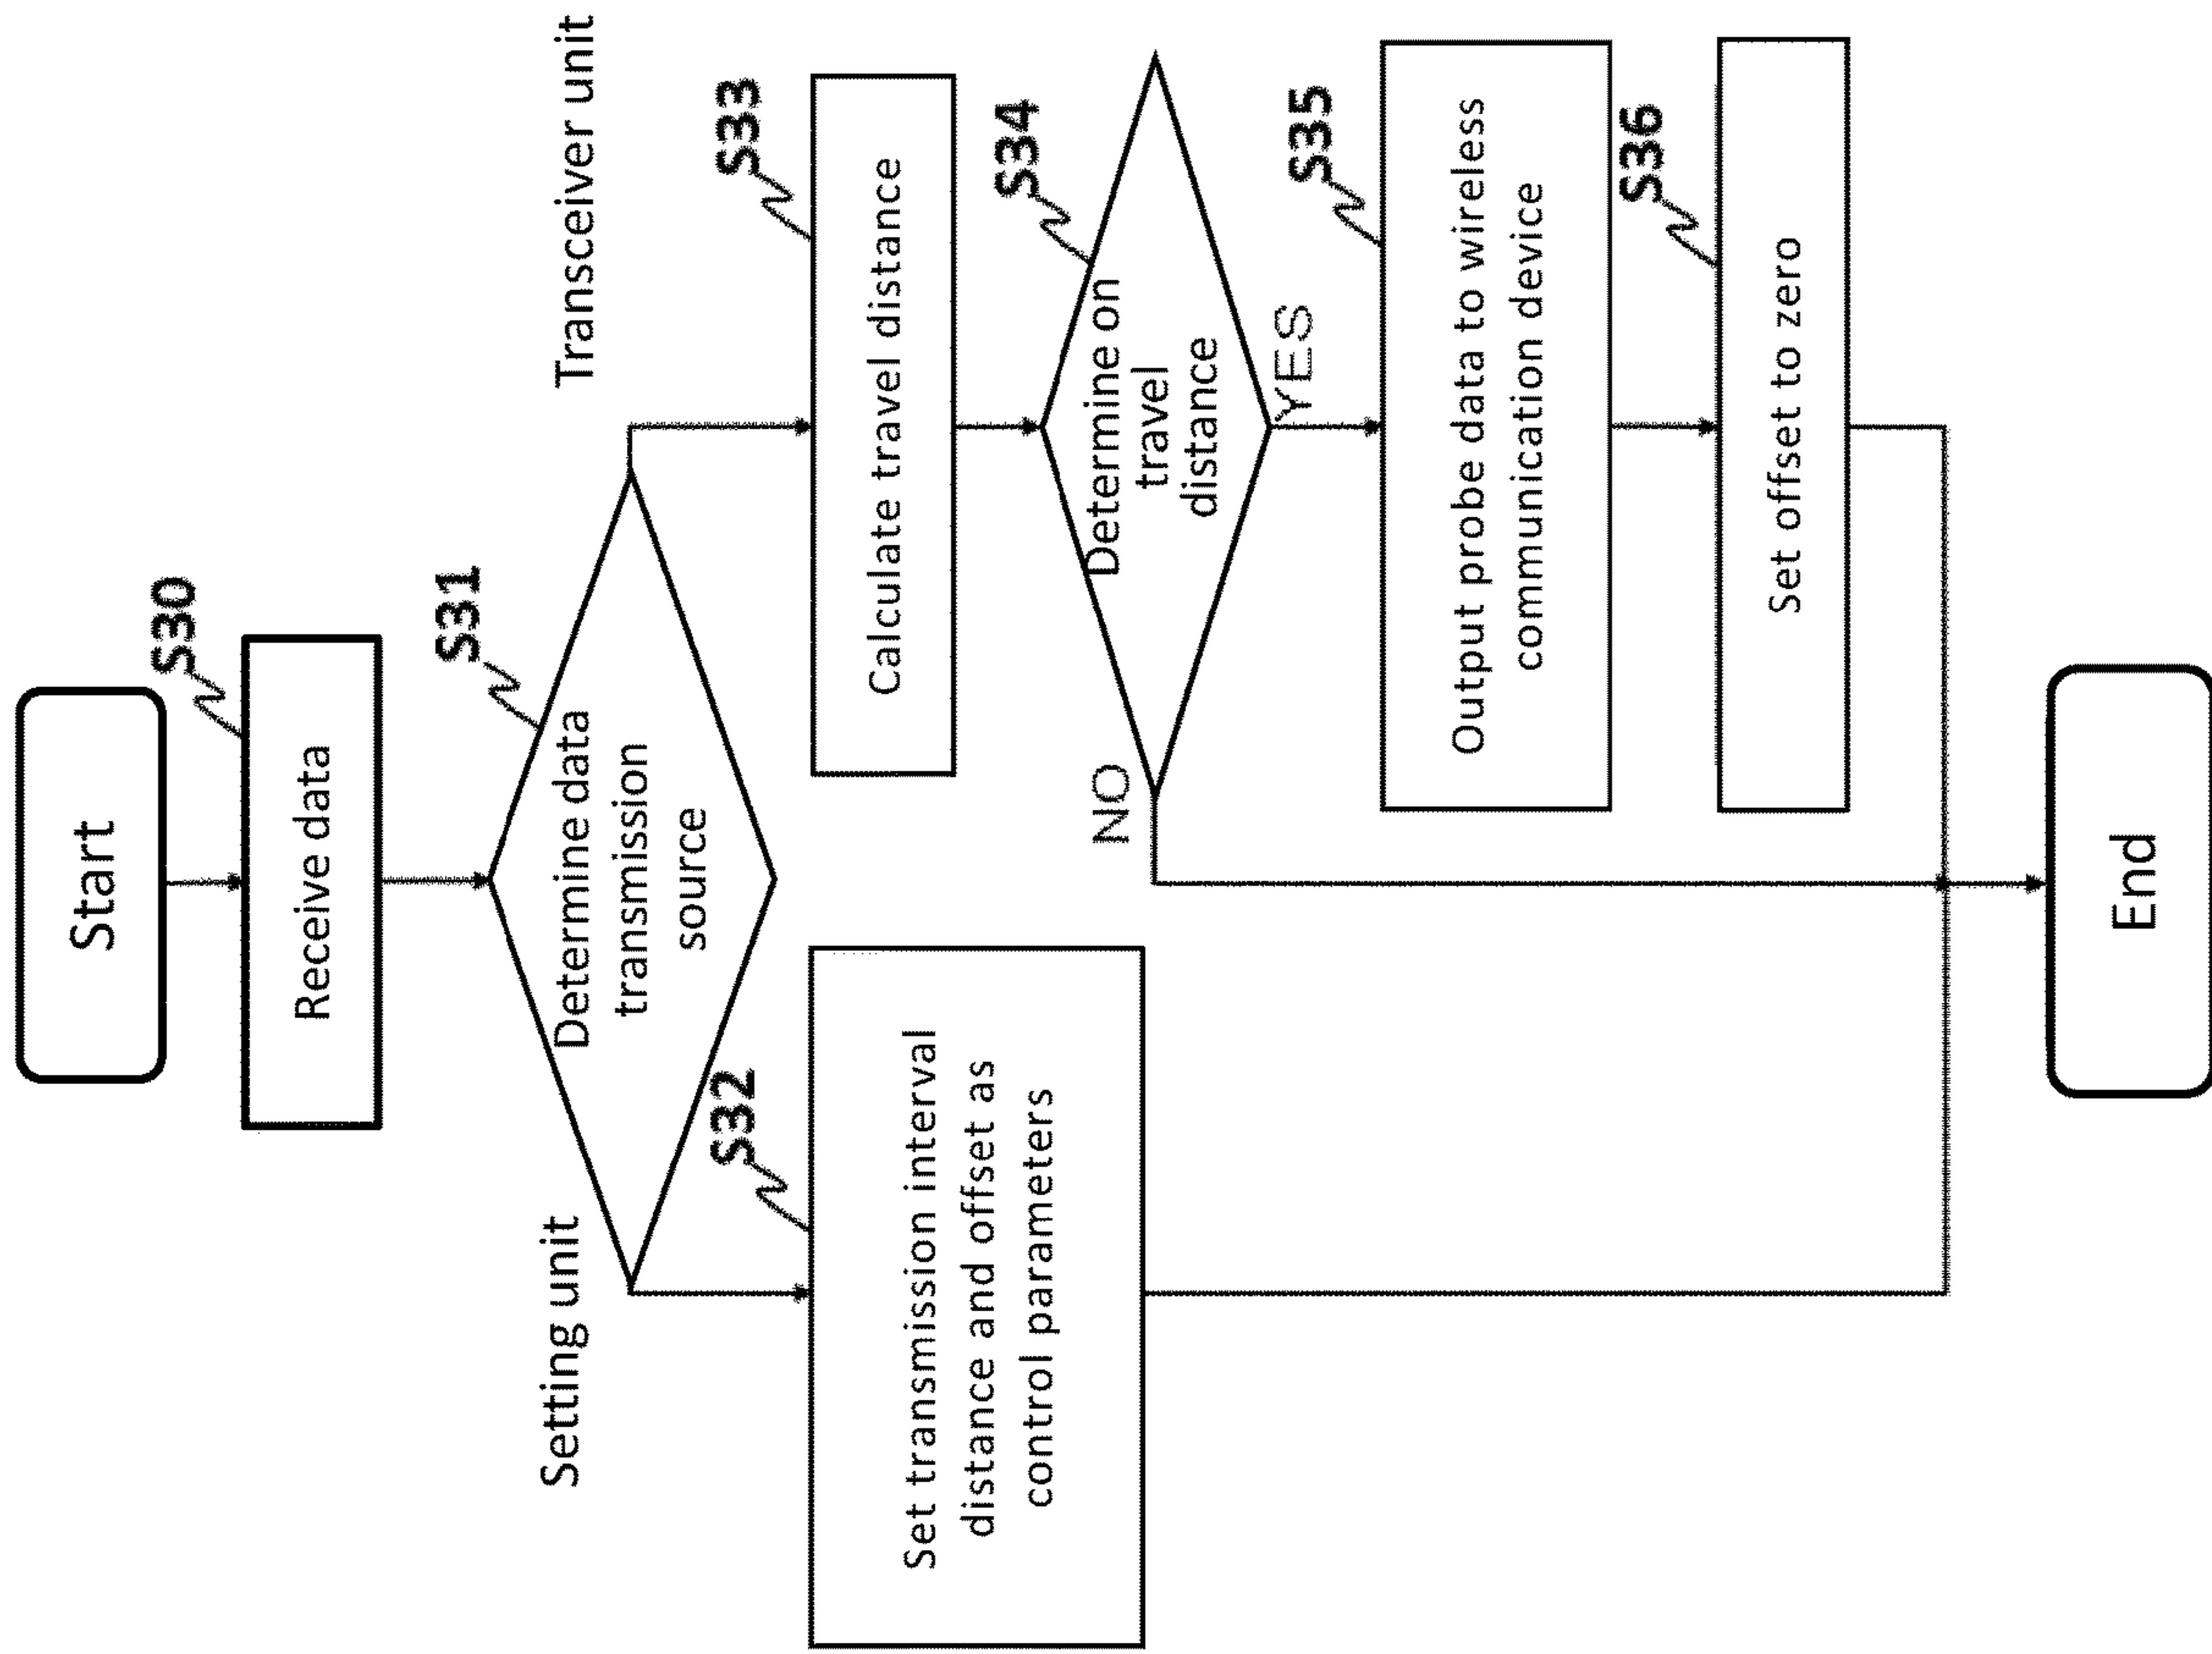 Start
S30
Receive data
S31
Determine data
transmission
source
Setting unit
Transceiver unit
S32
Set transmission interval
distance and offset as
control parameters
S33
Calculate travel distance
S34
Determine on
travel
distance
NO
YES
S35
Output probe data to wireless
communication device
S36
Set offset to zero
End